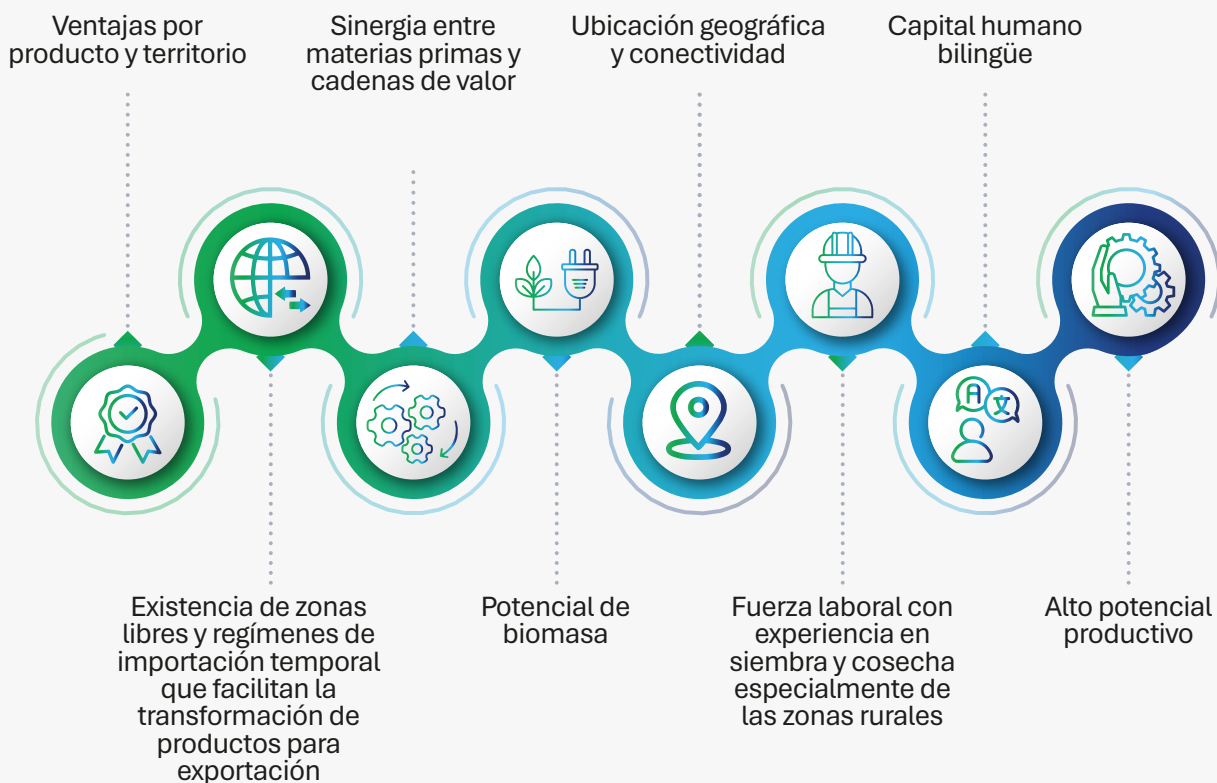 Ventajas por
producto y territorio
Sinergia entre
materias primas y
cadenas de valor
Ubicación geográfica
y conectividad
Capital humano
bilingüe
A
文
Existencia de zonas
libres y regímenes de
importación temporal
que facilitan la
transformación de
productos para
exportación
Potencial de
biomasa
Fuerza laboral con
experiencia en
siembra y cosecha
especialmente de
las zonas rurales
Alto potencial
productivo